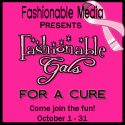 Fashionable Media
PRESENTS
Fashionable
Gals
FOR A CURE
Come join the fun!
October 1 - 31